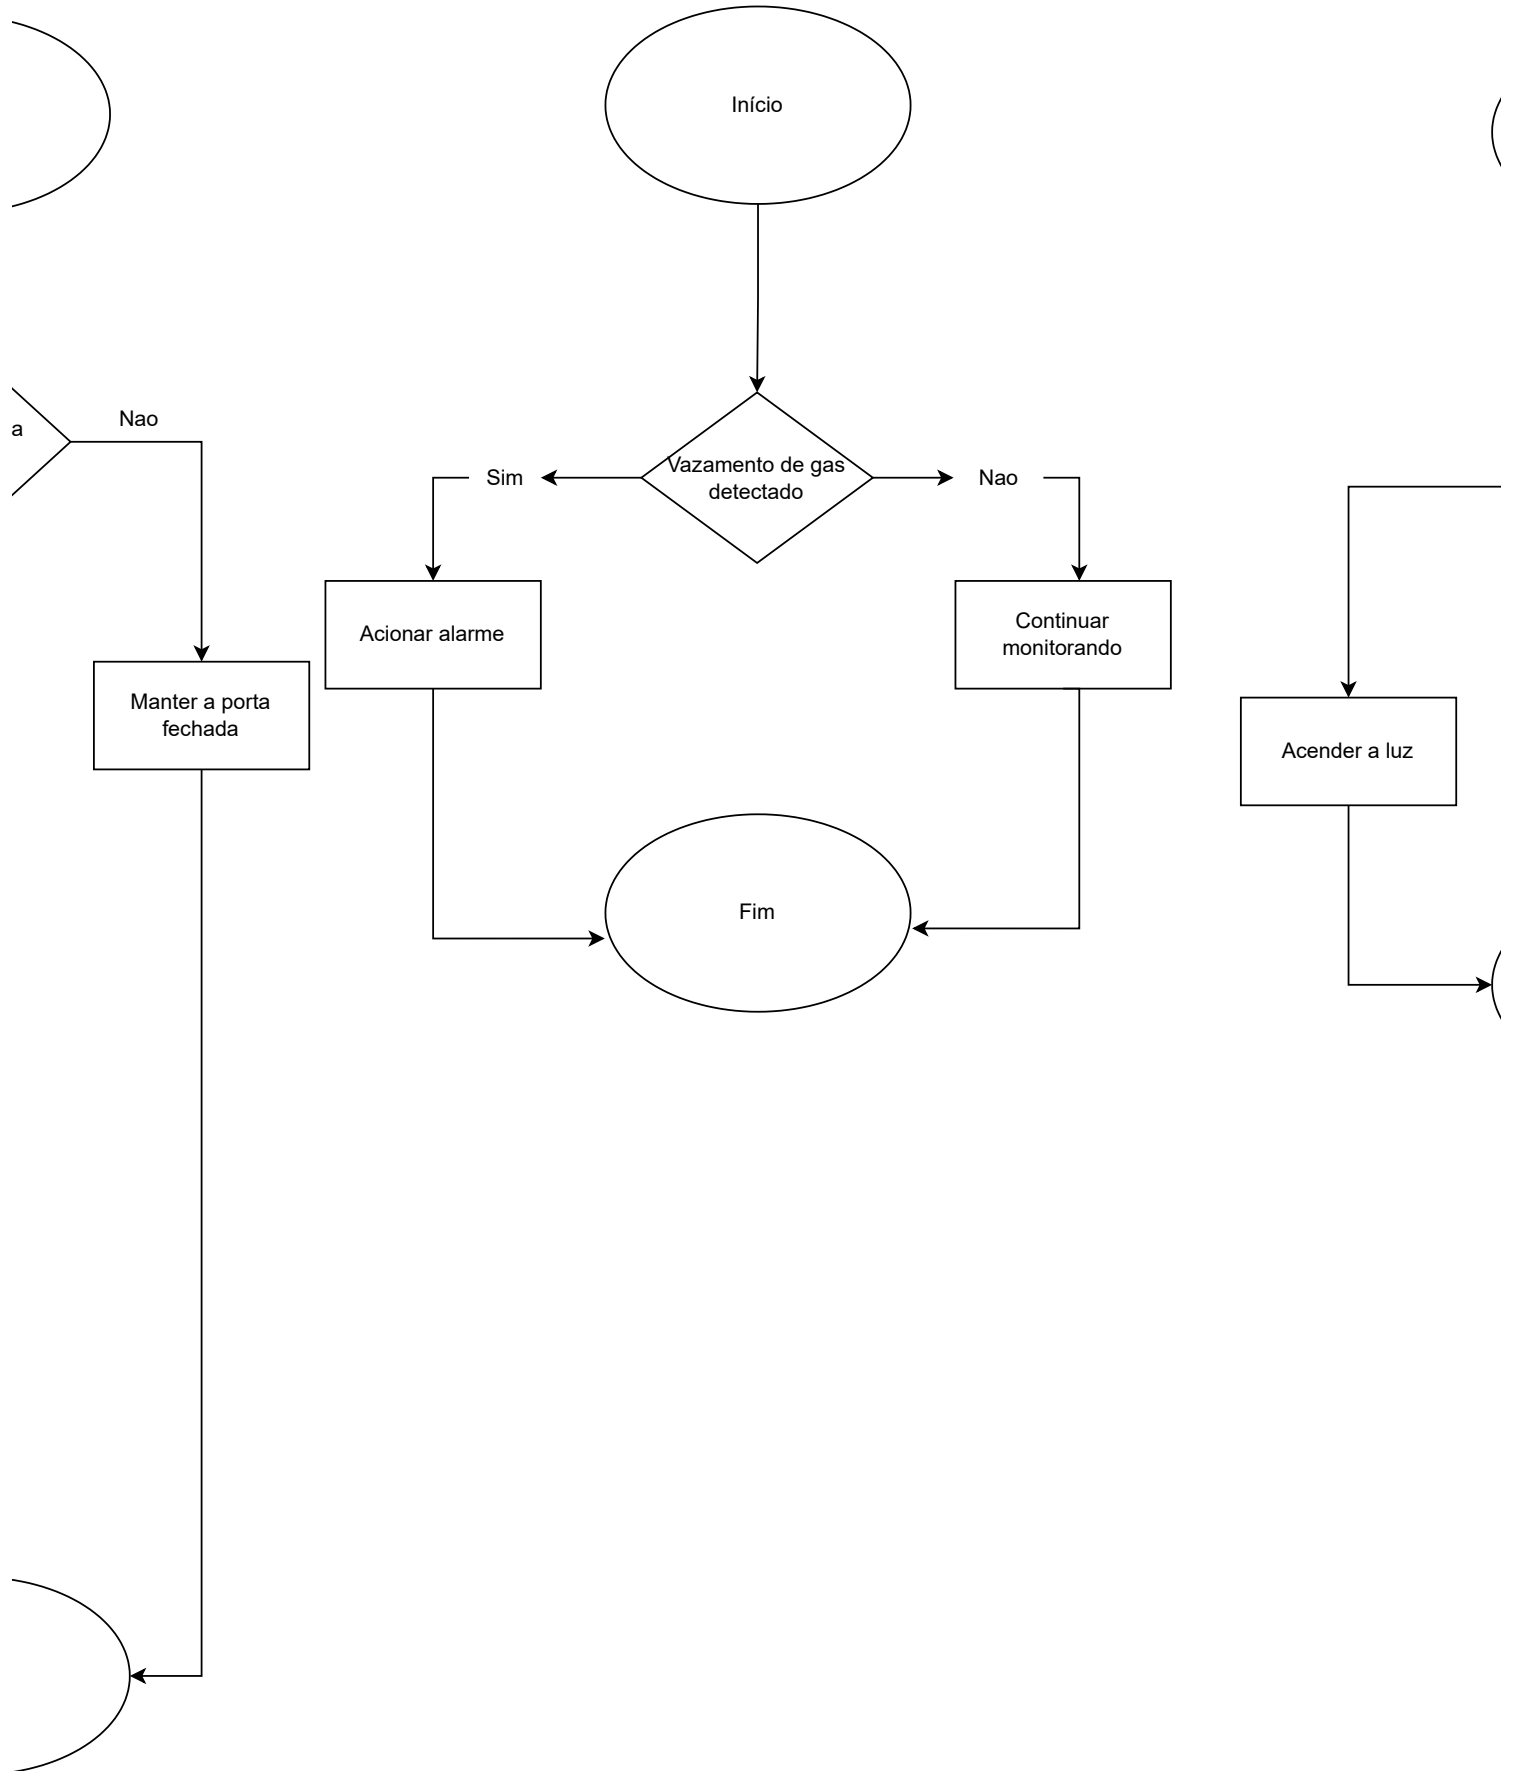 Início
a
Nao
Vazamento de gas
detectado
Sim
Nao
Acionar alarme
Continuar
monitorando
Manter a porta
fechada
Acender a luz
Fim